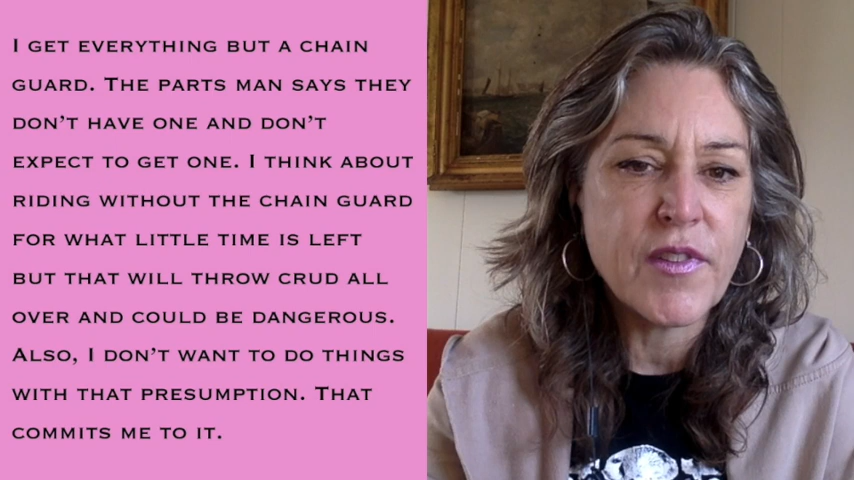 I GET EVERYTHING BUT A CHAIN
GUARD. THE PARTS MAN SAYS THEY
DON'T HAVE ONE AND DON'T
EXPECT TO GET ONE. I THINK ABOUT
RIDING WITHOUT THE CHAIN GUARD
FOR WHAT LITTLE TIME IS LEFT
BUT THAT WILL THROW CRUD ALL
OVER AND COULD BE DANGEROUS.
ALSO, I DON'T WANT TO DO THINGS
WITH THAT PRESUMPTION. THAT
COMMITS ME TO IT.